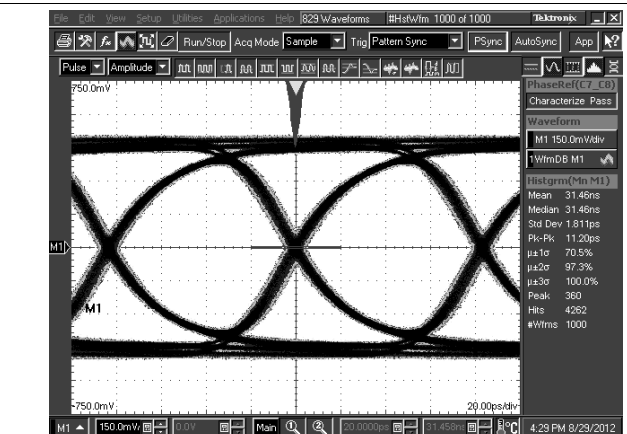 File Edit View Setup Utilities Applications Help 829 Waveforms #HstWfm 1000 of 1000 Tektronix
Run/Stop Acq Mode Sample Trig Pattern Sync PSync AutoSync App
Pulse Amplitude
750.0mV
PhaseRef(C7_C8)
Characterize Pass
Waveform
M1 150.0mV/div
1WfmDB M1
Histgrm(Mn M1)
Mean 31.46ns
Median 31.46ns
Std Dev 1.811ps
Pk-Pk 11.20ps
µ±1σ 70.5%
µ±2σ 97.3%
µ±3σ 100.0%
Peak 360
Hits 4262
#Wfms 1000
M1
M1
-750.0mV
20.00ps/div
M1 150.0mV/ 0.0V Main 20.0000ps 31.456n °C 4:29 PM 8/29/2012